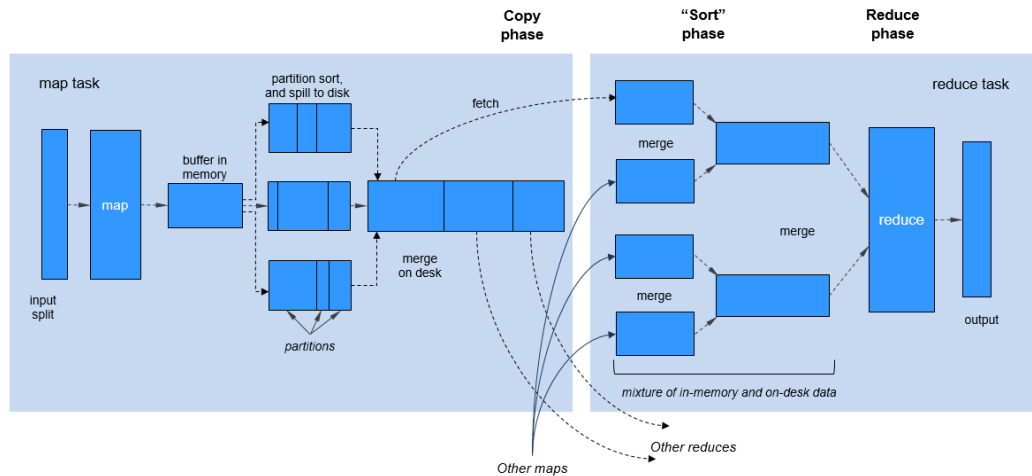 Copy
phase
“Sort”
phase
Reduce
phase
map task
partition sort,
and spill to disk
fetch
reduce task
buffer in
memory
merge
map
reduce
merge
merge
on desk
merge
input
split
output
partitions
mixture of in-memory and on-desk data
Other reduces
Other maps